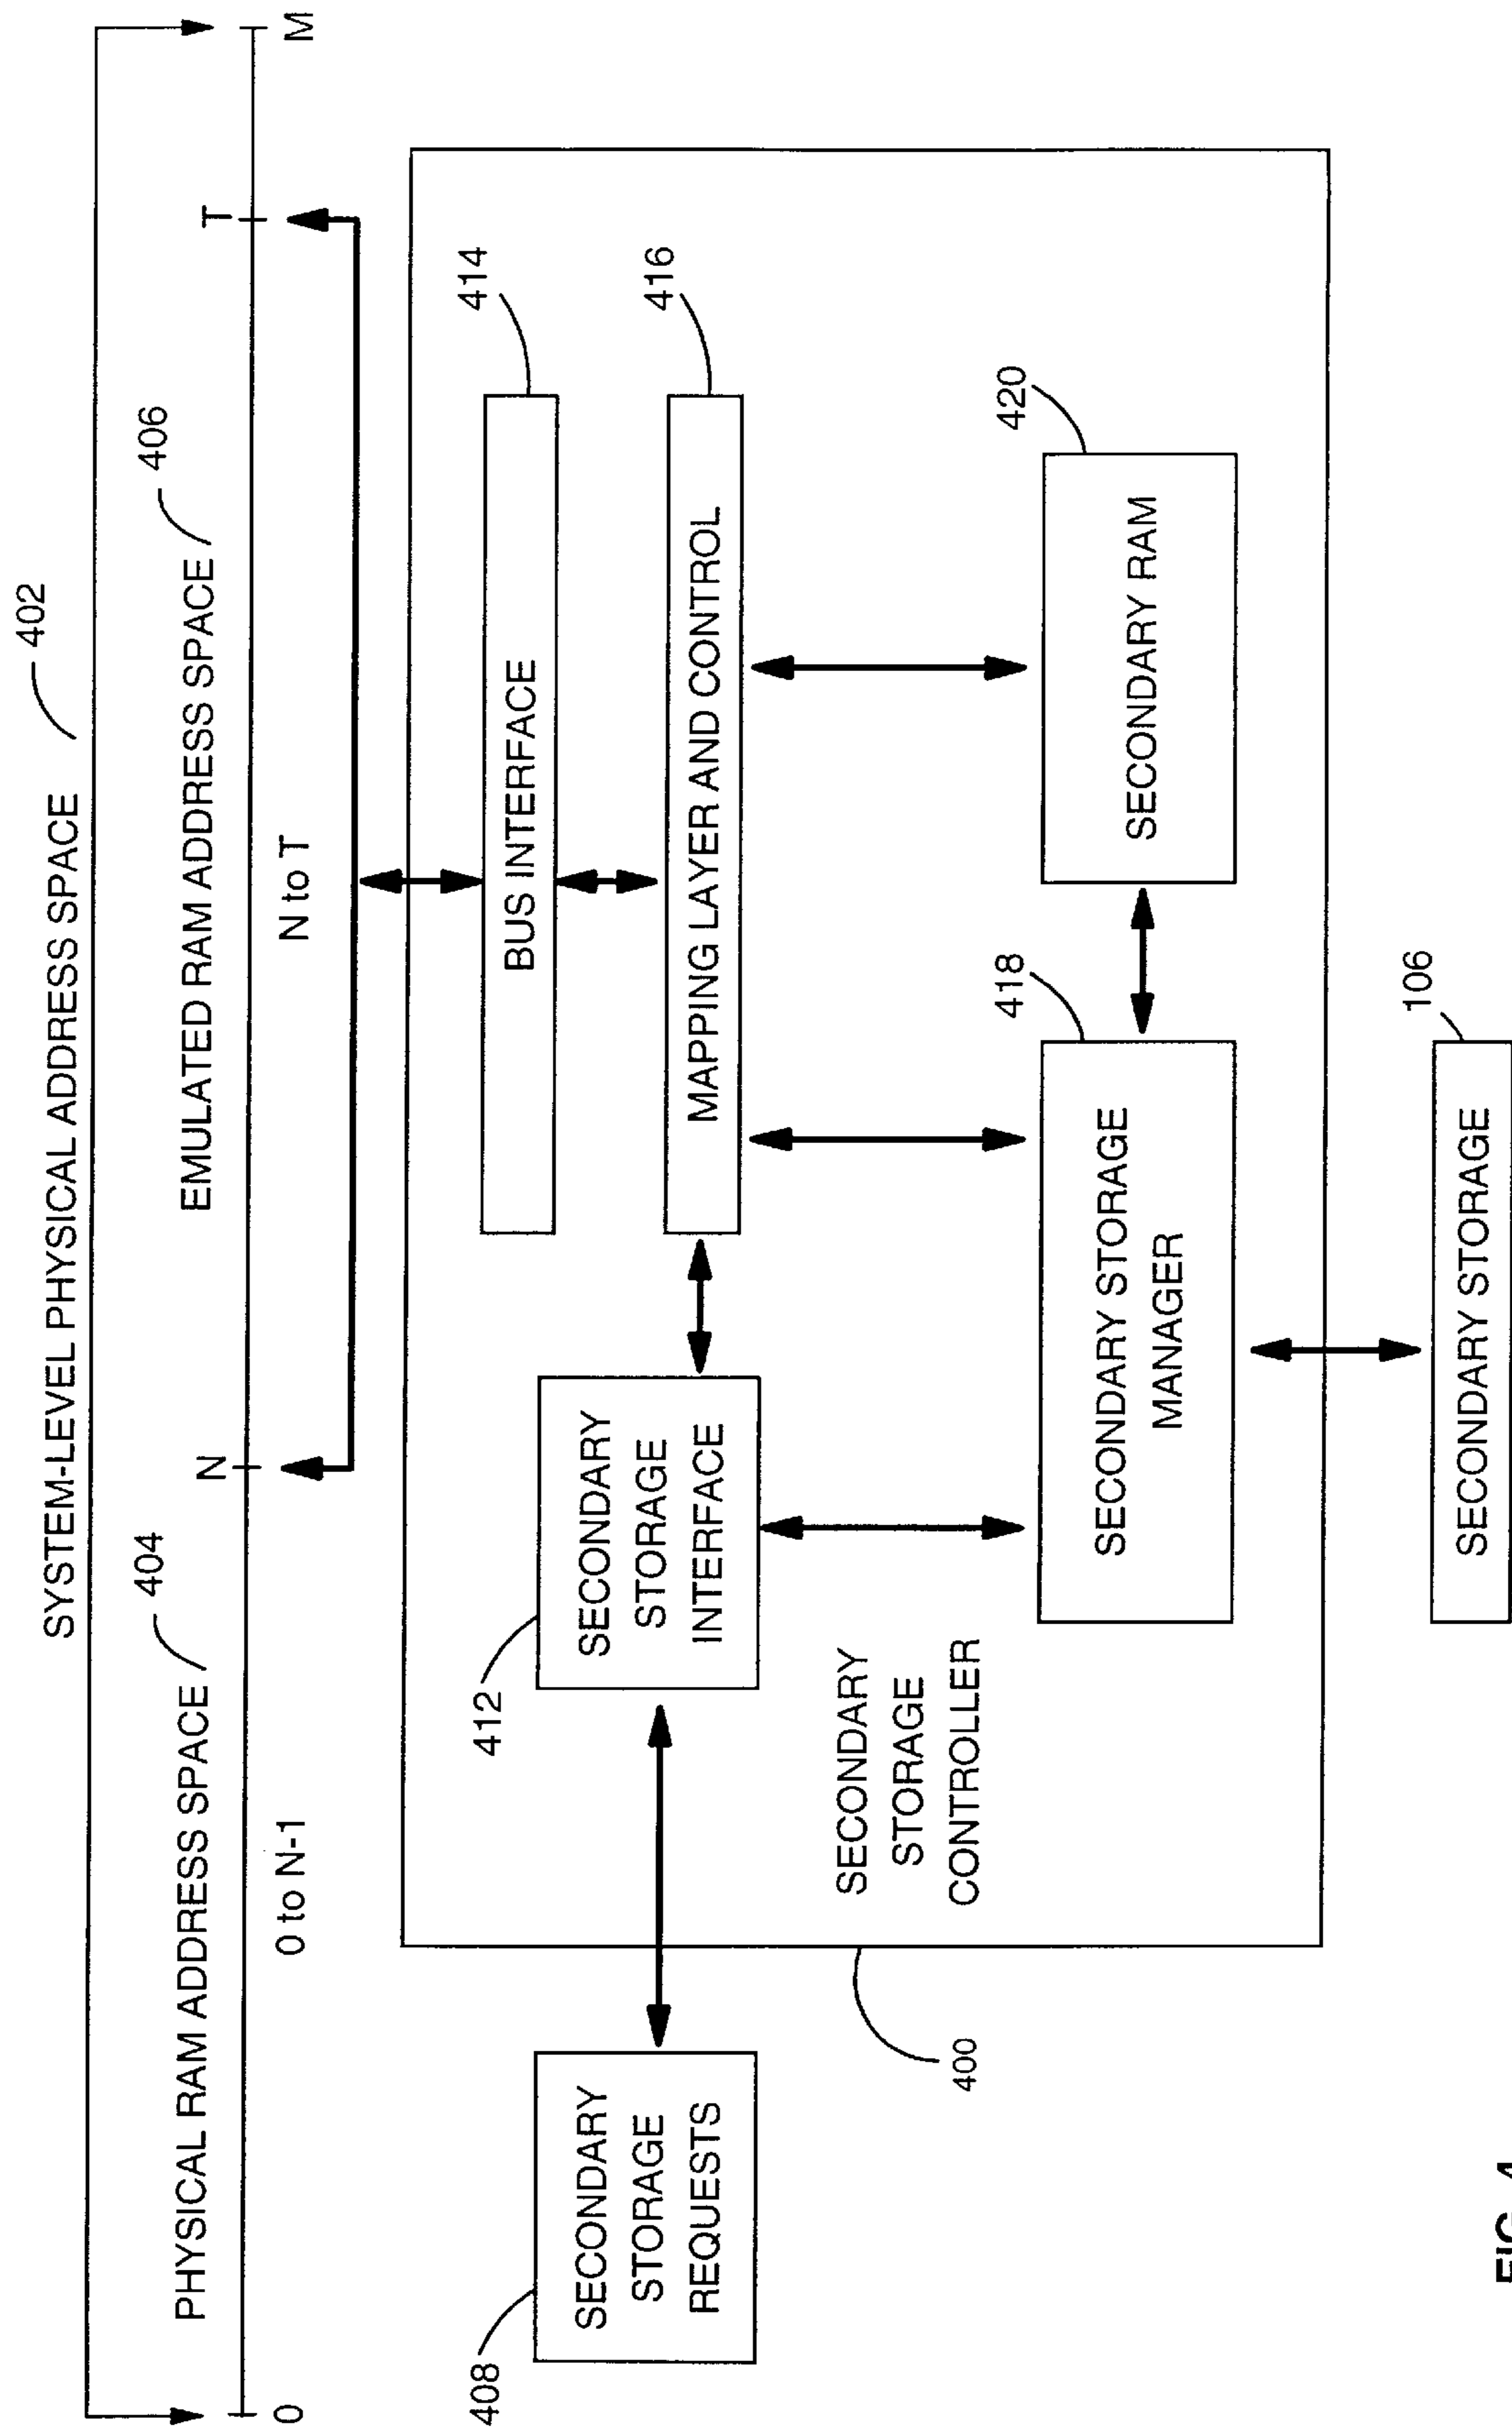 SYSTEM-LEVEL PHYSICAL ADDRESS SPACE
402
PHYSICAL RAM ADDRESS SPACE
404
EMULATED RAM ADDRESS SPACE
406
N
T
0
0 to N-1
N to T
M
408
SECONDARY
STORAGE
REQUESTS
412
SECONDARY
STORAGE
INTERFACE
BUS INTERFACE
414
MAPPING LAYER AND CONTROL
416
SECONDARY
STORAGE
CONTROLLER
400
SECONDARY STORAGE
MANAGER
418
SECONDARY RAM
420
SECONDARY STORAGE
106
FIG. 4